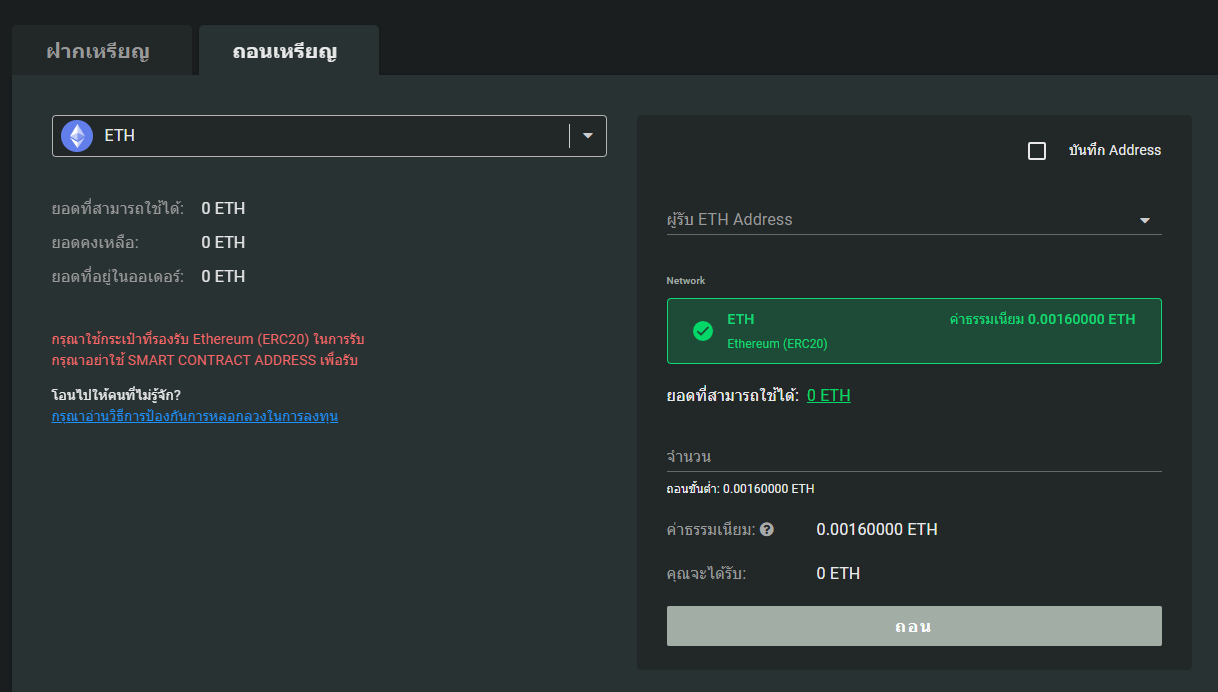 ฝากเหรียญ
ถอนเหรียญ
ETH
ยอดที่สามารถใช้ได้: 0 ETH
ยอดคงเหลือ: 0 ETH
ยอดที่อยู่ในออเดอร์: 0 ETH
กรุณาใช้กระเป๋าที่รองรับ Ethereum (ERC20) ในการรับ
กรุณาอย่าใช้ SMART CONTRACT ADDRESS เพื่อรับ
โอนไปให้คนที่ไม่รู้จัก?
กรุณาอ่านวิธีการป้องกันการหลอกลวงในการลงทุน
บันทึก Address
ผู้รับ ETH Address
Network
ETH ค่าธรรมเนียม 0.00160000 ETH
Ethereum (ERC20)
ยอดที่สามารถใช้ได้: 0 ETH
จำนวน
ถอนขั้นต่ำ: 0.00160000 ETH
ค่าธรรมเนียม: ? 0.00160000 ETH
คุณจะได้รับ: 0 ETH
ถอน